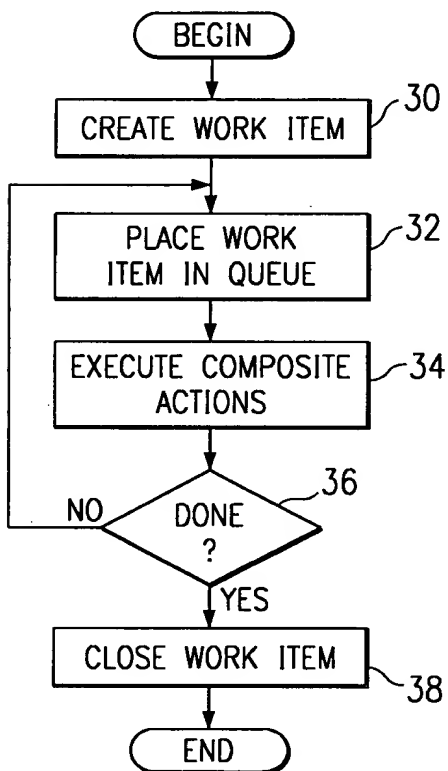 BEGIN
CREATE WORK ITEM
30
PLACE WORK
ITEM IN QUEUE
32
EXECUTE COMPOSITE
ACTIONS
34
DONE
?
36
NO
YES
CLOSE WORK ITEM
38
END